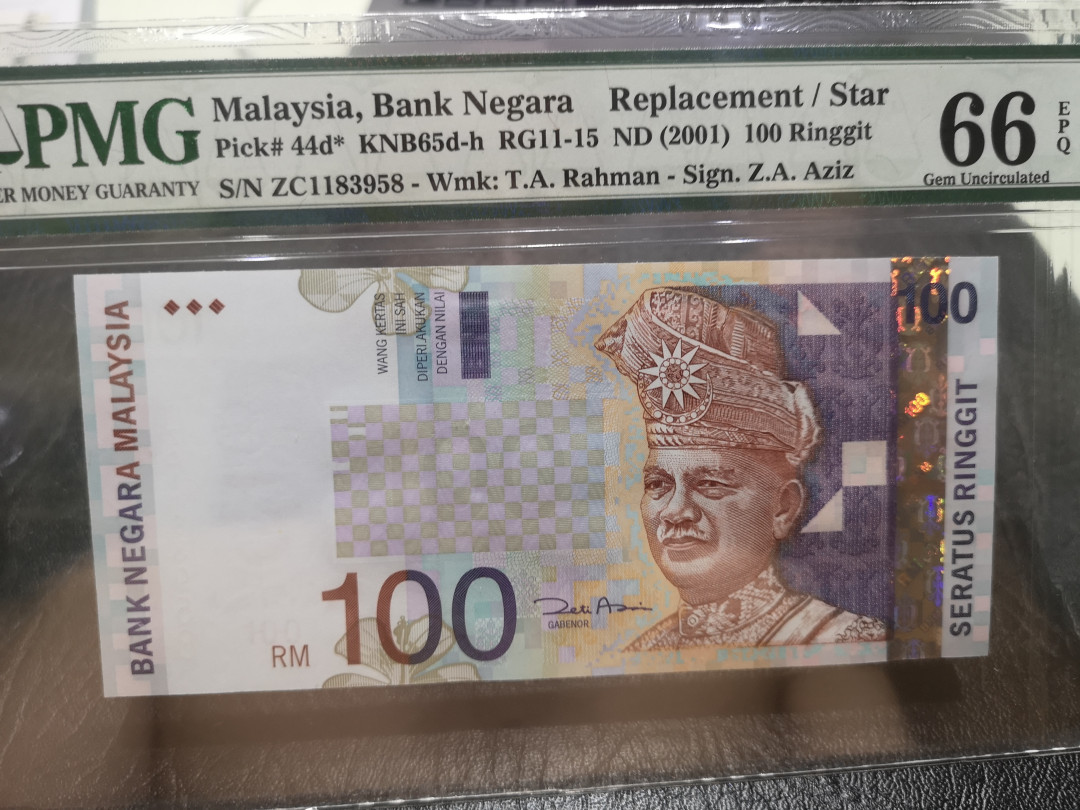 PMG
ER MONEY GUARANTY
Malaysia, Bank Negara Replacement / Star
Pick# 44d* KNB65d-h RG11-15 ND (2001) 100 Ringgit
S/N ZC1183958 - Wmk: T.A. Rahman - Sign. Z.A. Aziz
66
EPQ
Gem Uncirculated
BANK NEGARA MALAYSIA
WANG KERTAS
INI SAH
DIPERLAKUKAN
DENGAN NILAI
100
SERATUS RINGGIT
RM 100
Zeti Aziz
GABENOR